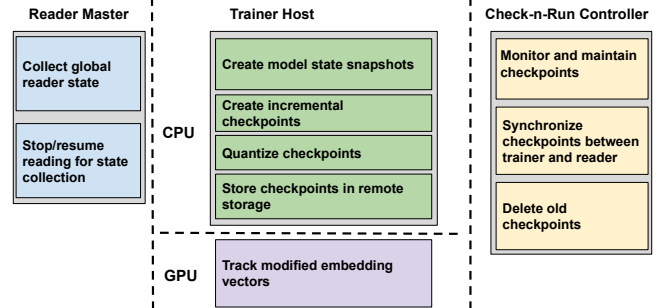 Reader Master
Collect global
reader state
Stop/resume
reading for state
collection
Trainer Host
CPU
Create model state snapshots
Create incremental
checkpoints
Quantize checkpoints
Store checkpoints in remote
storage
GPU
Track modified embedding
vectors
Check-n-Run Controller
Monitor and maintain
checkpoints
Synchronize
checkpoints between
trainer and reader
Delete old
checkpoints